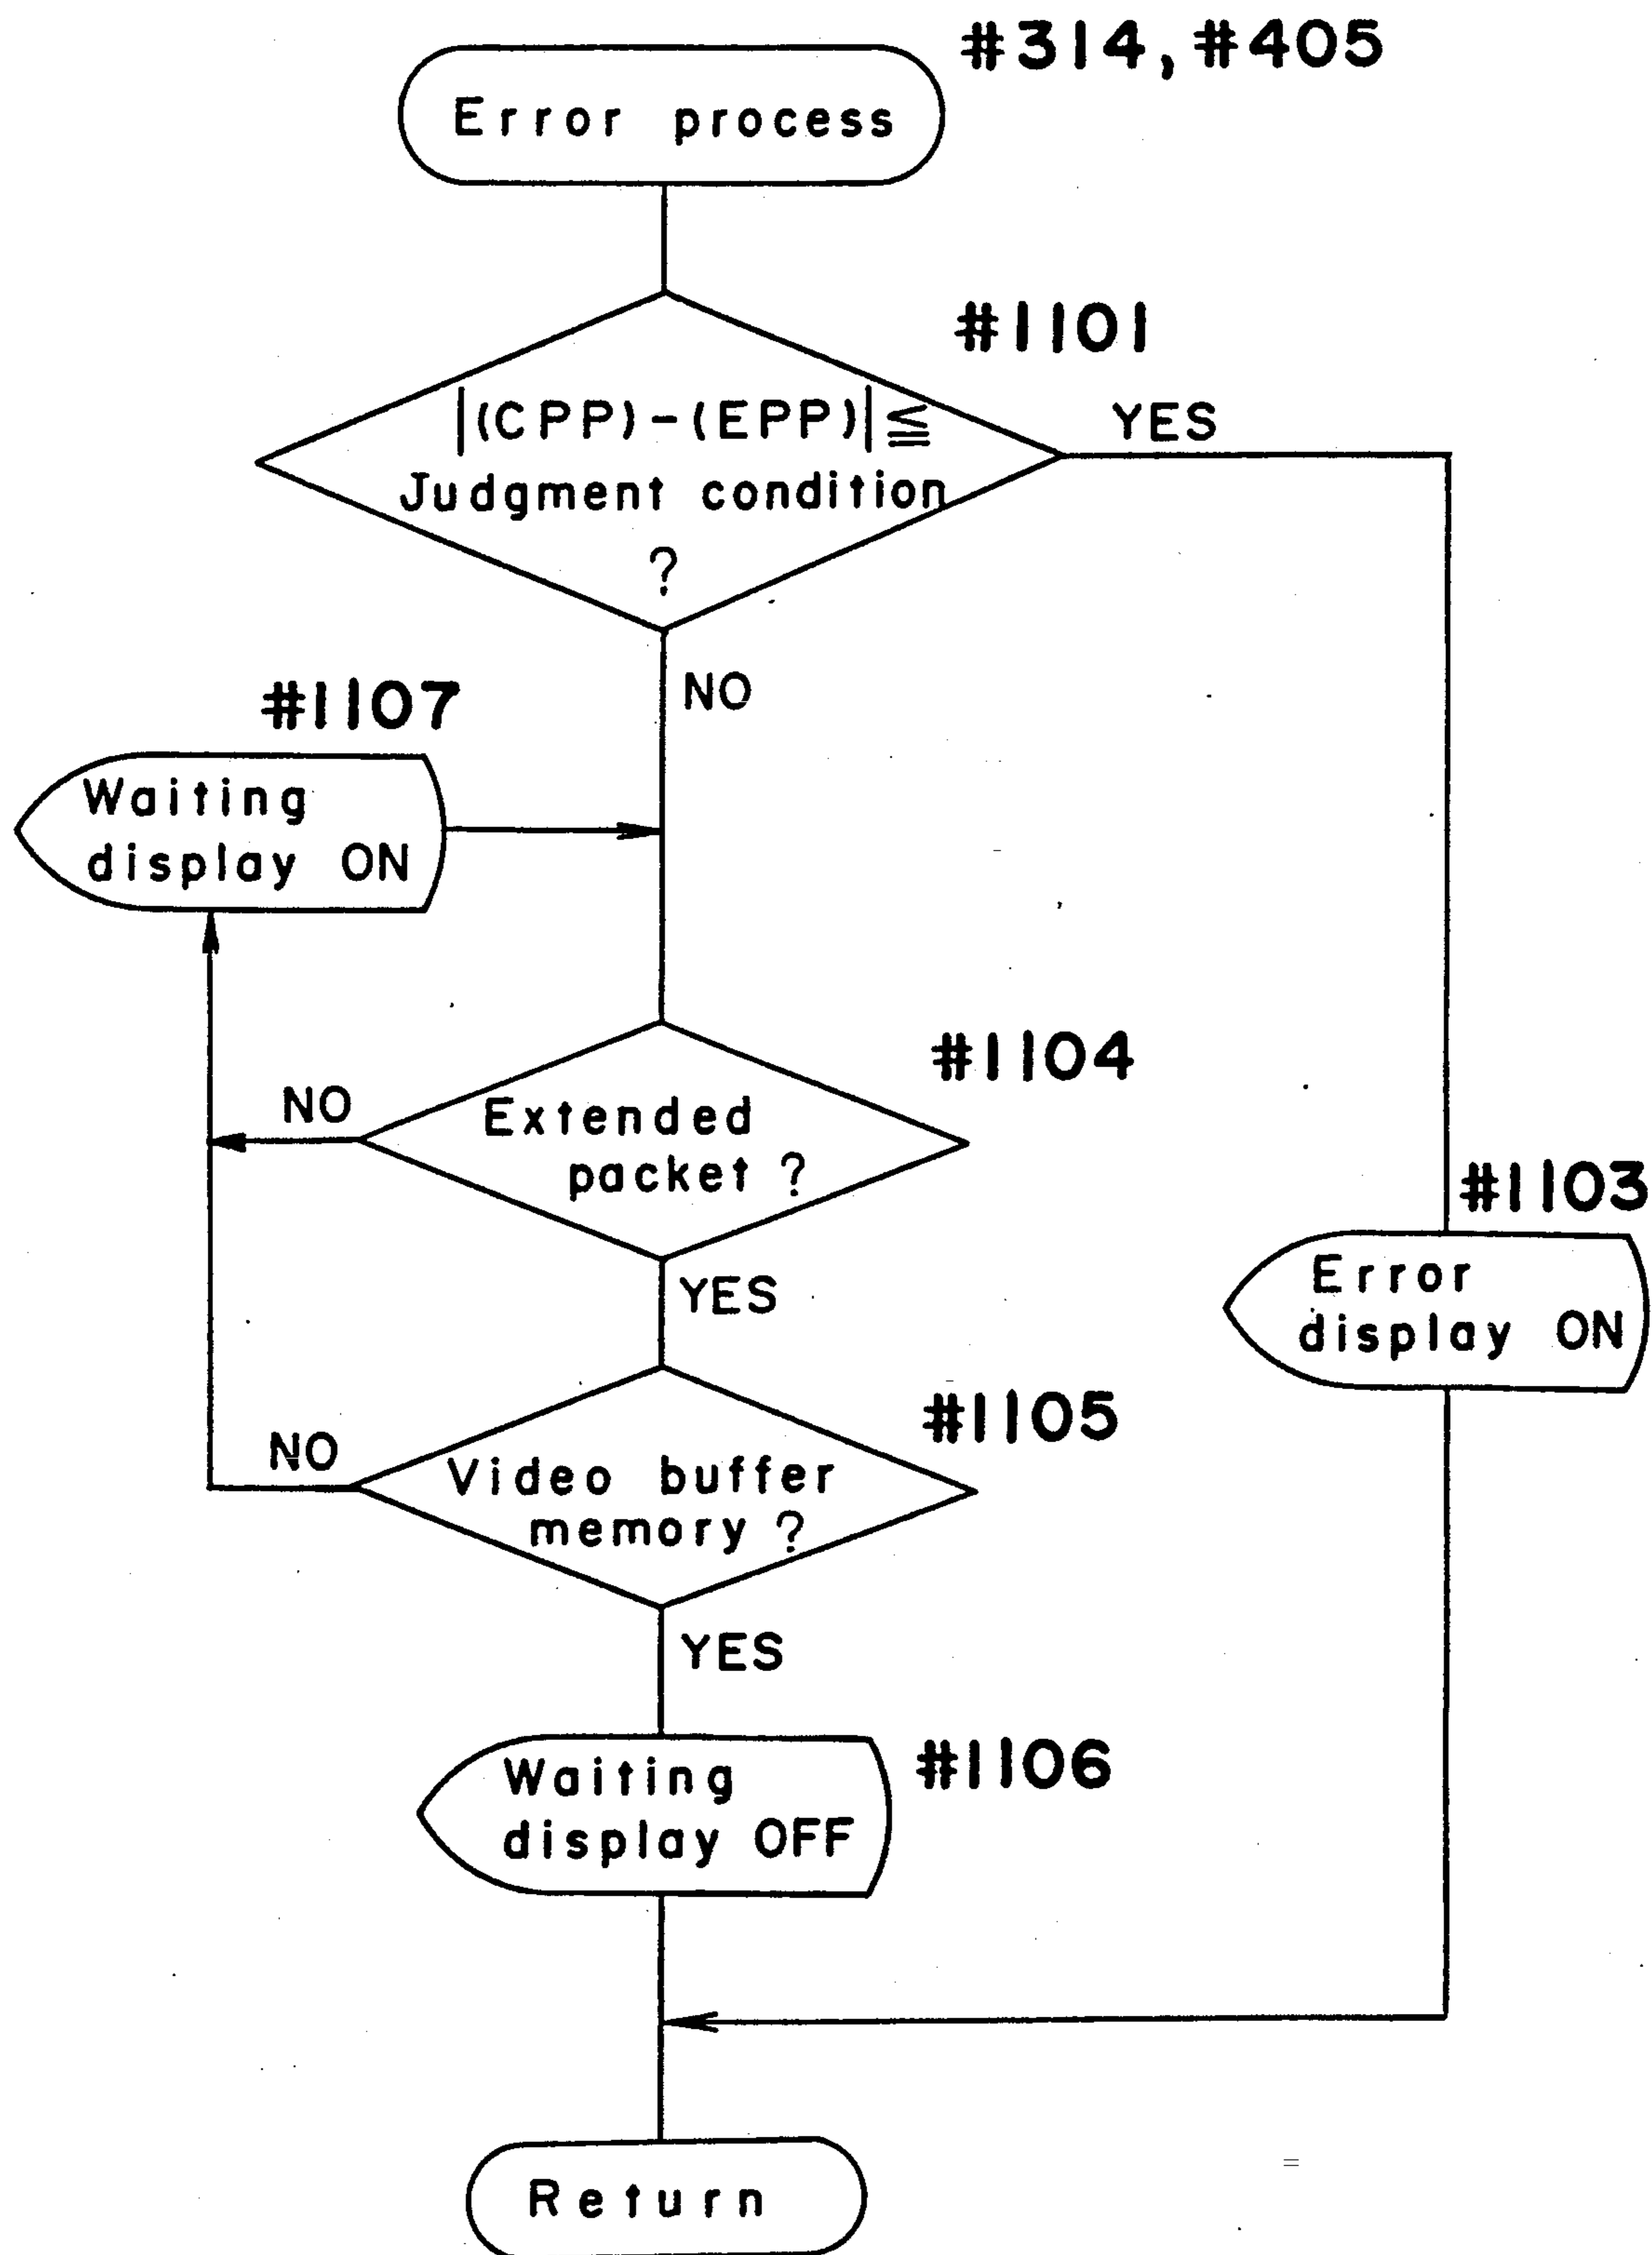 #314, #405
Error process
#1101
|(CPP)-(EPP)|≦
Judgment condition
?
YES
NO
#1107
Waiting
display ON
#1104
NO
Extended
packet ?
YES
#1103
Error
display ON
#1105
NO
Video buffer
memory ?
YES
#1106
Waiting
display OFF
Return